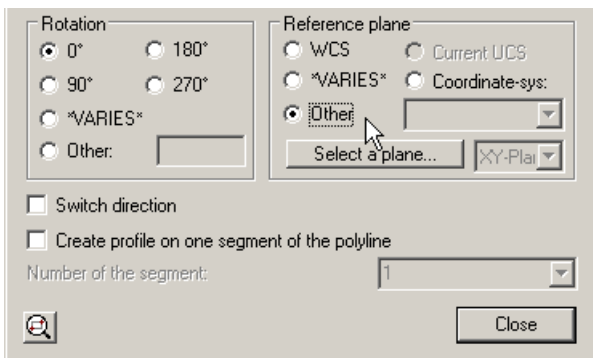 Rotation
0° 180°
90° 270°
*VARIES*
Other:
Reference plane
WCS Current UCS
*VARIES* Coordinate-sys:
Other
Select a plane... XY-Pla
Switch direction
Create profile on one segment of the polyline
Number of the segment: 1
Close